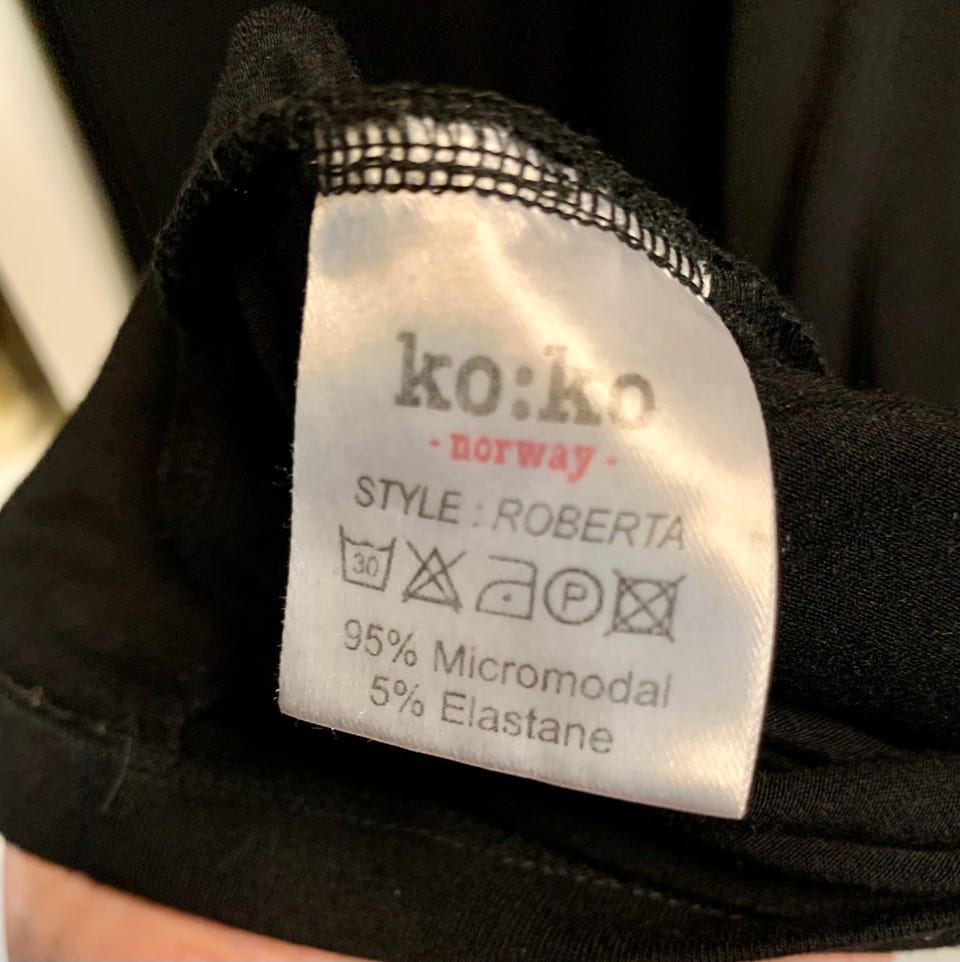 ko:ko
- norway -
STYLE : ROBERTA
30 P
95% Micromodal
5% Elastane